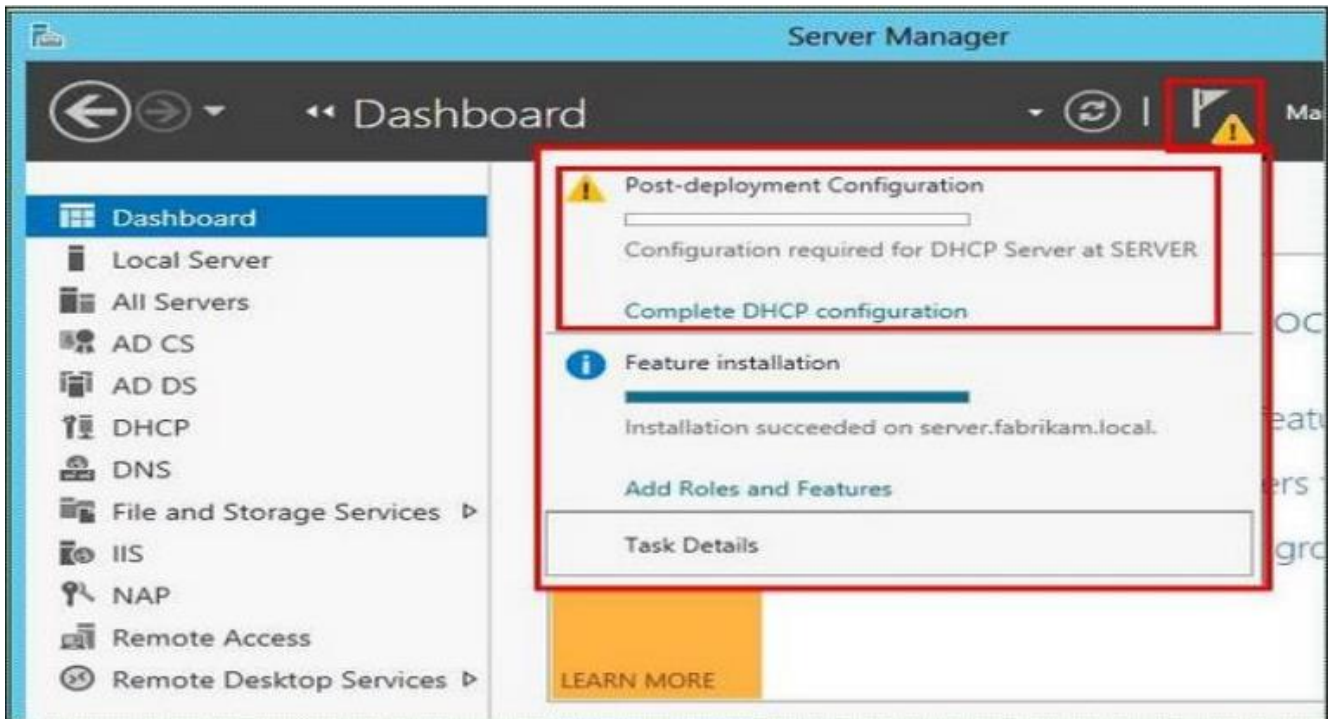 Server Manager
Dashboard
Ma
Dashboard
Local Server
All Servers
AD CS
AD DS
DHCP
DNS
File and Storage Services
IIS
NAP
Remote Access
Remote Desktop Services
Post-deployment Configuration
Configuration required for DHCP Server at SERVER
Complete DHCP configuration
Feature installation
Installation succeeded on server.fabrikam.local.
Add Roles and Features
Task Details
LEARN MORE